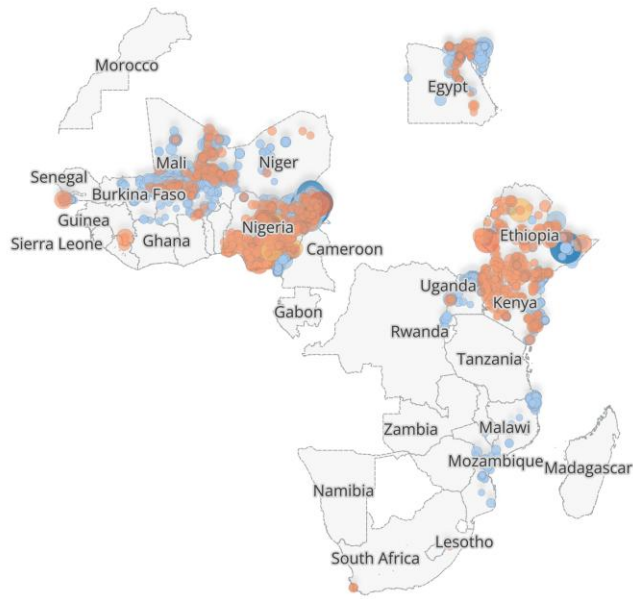 Morocco
Egypt
Mali
Niger
Senegal
Burkina Faso
Guinea
Nigeria
Sierra Leone
Ghana
Cameroon
Ethiopia
Uganda
Kenya
Gabon
Rwanda
Tanzania
Zambia
Malawi
Mozambique
Madagascar
Namibia
Lesotho
South Africa